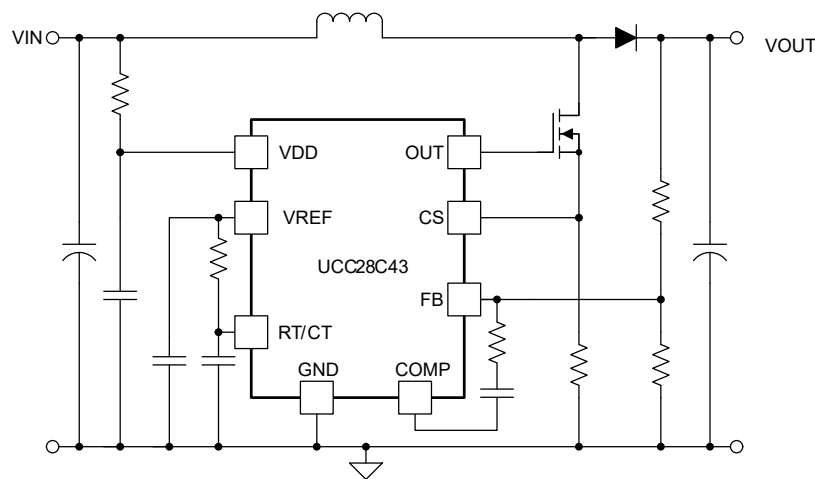 VIN
VOUT
VDD
OUT
VREF
CS
UCC28C43
FB
RT/CT
GND
COMP